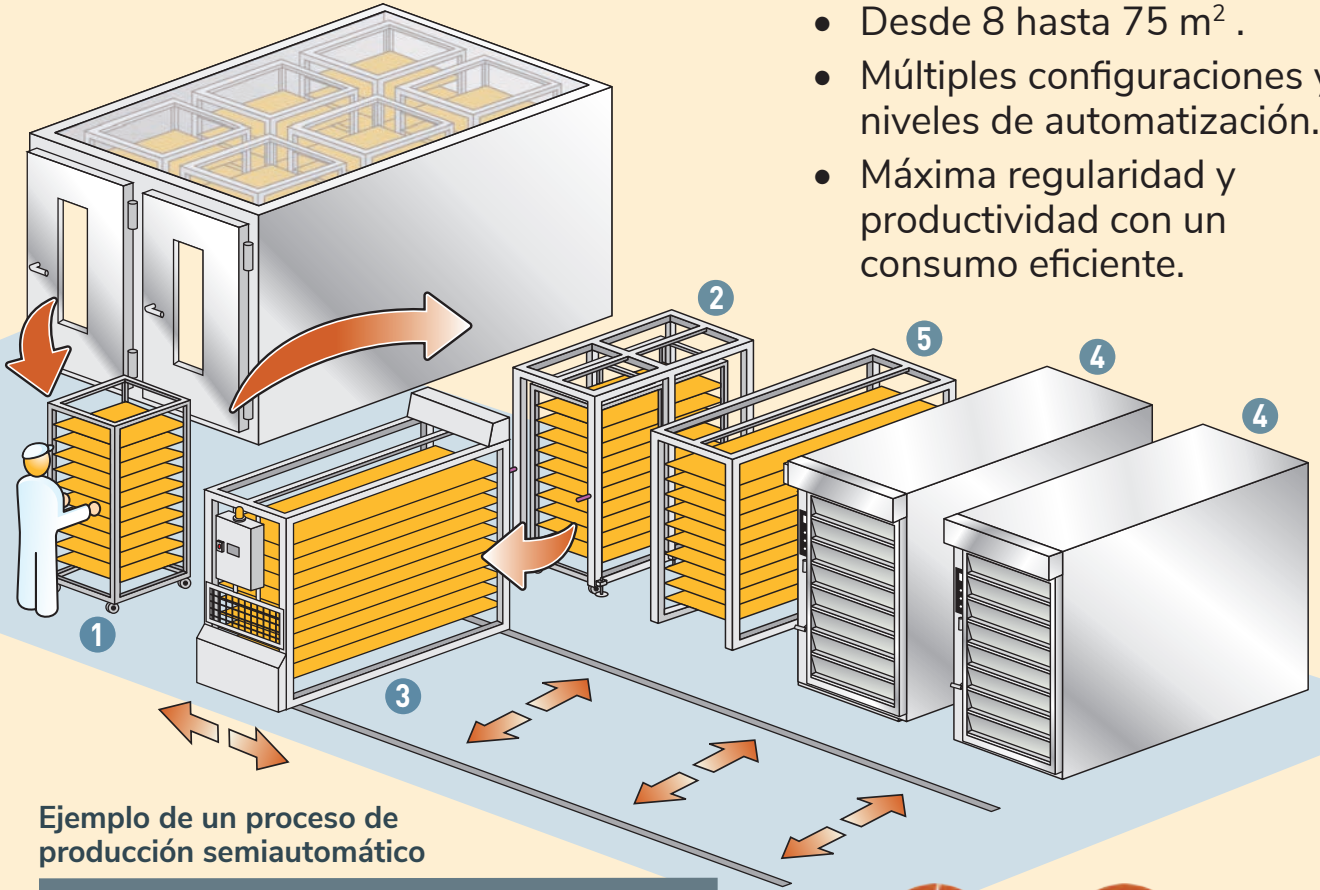 • Desde 8 hasta 75 m² .
• Múltiples configuraciones y
niveles de automatización.
• Máxima regularidad y
productividad con un
consumo eficiente.
2
5
4
4
1
3
Ejemplo de un proceso de
producción semiautomático